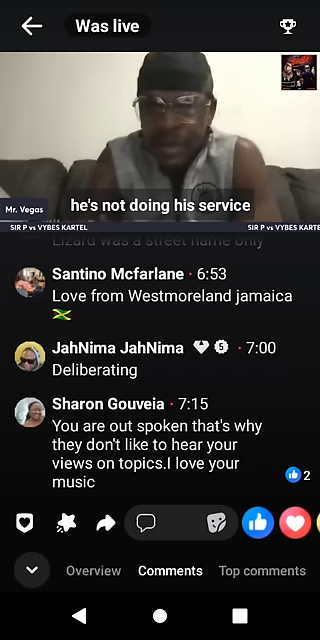 Was live
he's not doing his service
Mr. Vegas
SIR P vs VYBES KARTEL
SIR P vs VYBES KARTE
Lizard was a street name only
Santino Mcfarlane · 6:53
Love from Westmoreland jamaica
🇯🇲
JahNima JahNima 5 · 7:00
Deliberating
Sharon Gouveia · 7:15
You are out spoken that's why
they don't like to hear your
views on topics.I love your
music
2
Overview Comments Top comments